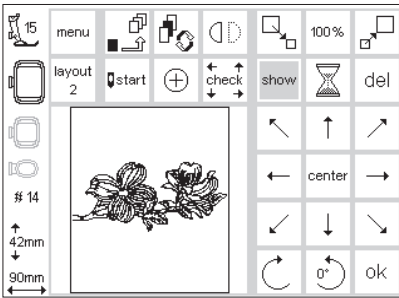 15
menu
100%
layout
2
start
check
show
del
# 14
center
42mm
90mm
0°
ok